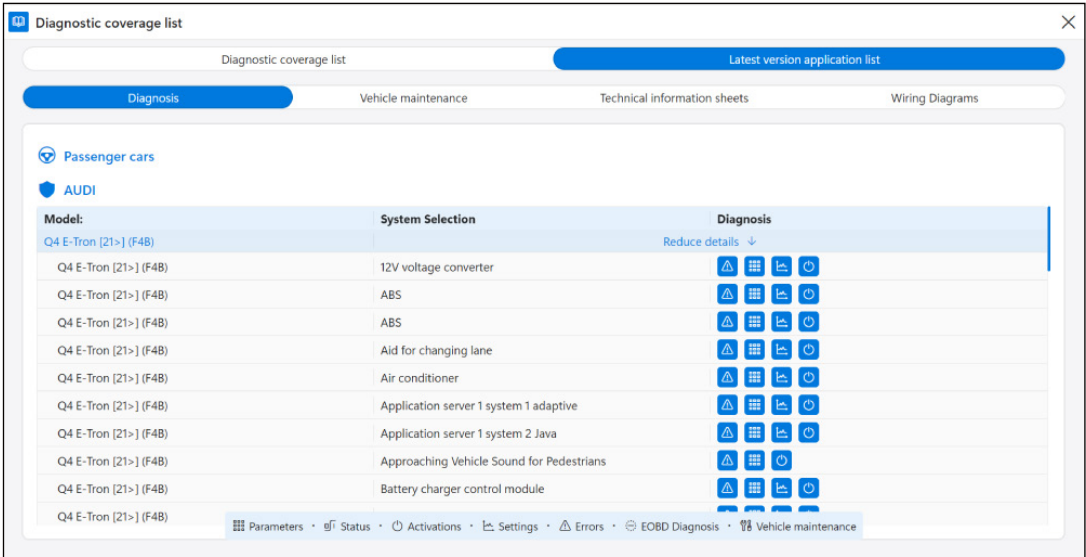 Diagnostic coverage list
Diagnostic coverage list Latest version application list
Diagnosis Vehicle maintenance Technical information sheets Wiring Diagrams
Passenger cars
AUDI
Model: System Selection Diagnosis
Q4 E-Tron [21>] (F4B) Reduce details ↓
Q4 E-Tron [21>] (F4B) 12V voltage converter
Q4 E-Tron [21>] (F4B) ABS
Q4 E-Tron [21>] (F4B) ABS
Q4 E-Tron [21>] (F4B) Aid for changing lane
Q4 E-Tron [21>] (F4B) Air conditioner
Q4 E-Tron [21>] (F4B) Application server 1 system 1 adaptive
Q4 E-Tron [21>] (F4B) Application server 1 system 2 Java
Q4 E-Tron [21>] (F4B) Approaching Vehicle Sound for Pedestrians
Q4 E-Tron [21>] (F4B) Battery charger control module
Q4 E-Tron [21>] (F4B)
Parameters · Status · Activations · Settings · Errors · EOBD Diagnosis · Vehicle maintenance